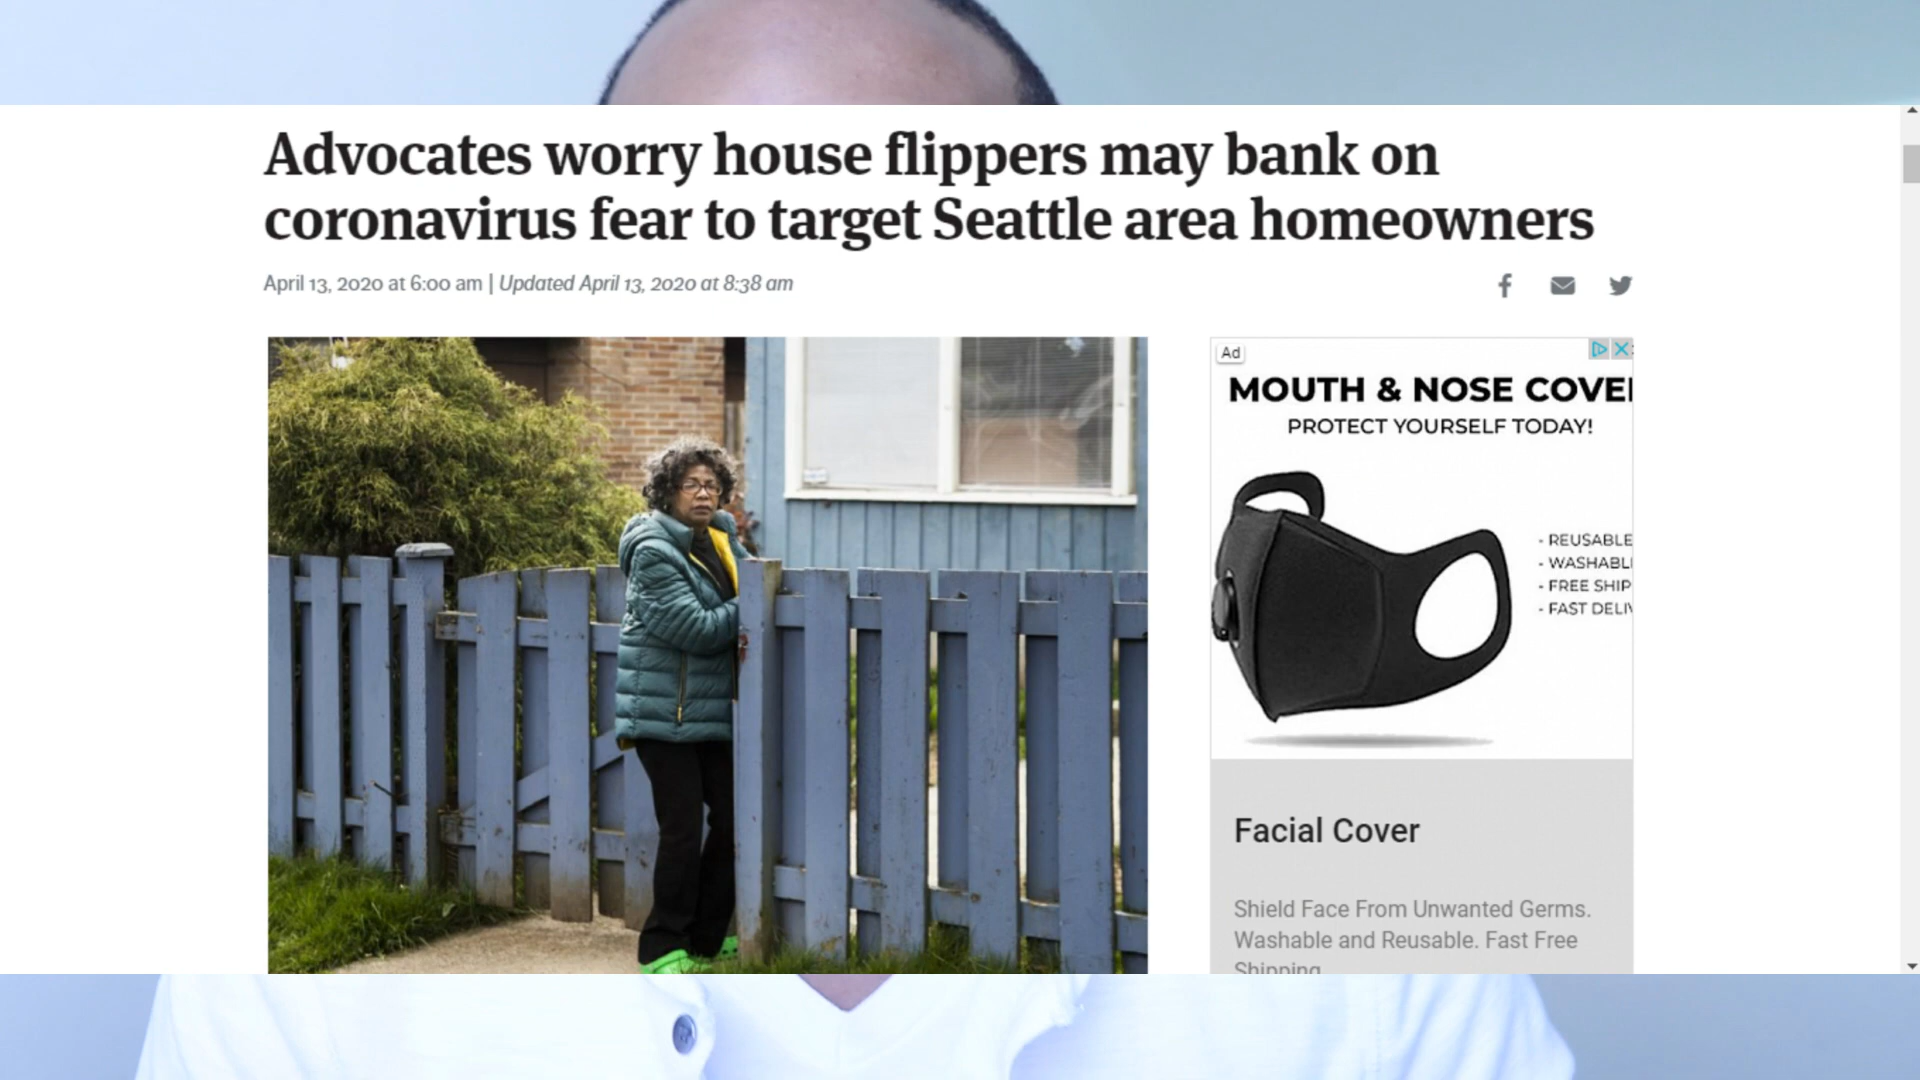 Advocates worry house flippers may bank on
coronavirus fear to target Seattle area homeowners
April 13, 2020 at 6:00 am | Updated April 13, 2020 at 8:38 am
Ad
MOUTH & NOSE COVE
PROTECT YOURSELF TODAY!
- REUSABLE
- WASHABL
- FREE SHIP
- FAST DELIV
Facial Cover
Shield Face From Unwanted Germs.
Washable and Reusable. Fast Free
Shipping